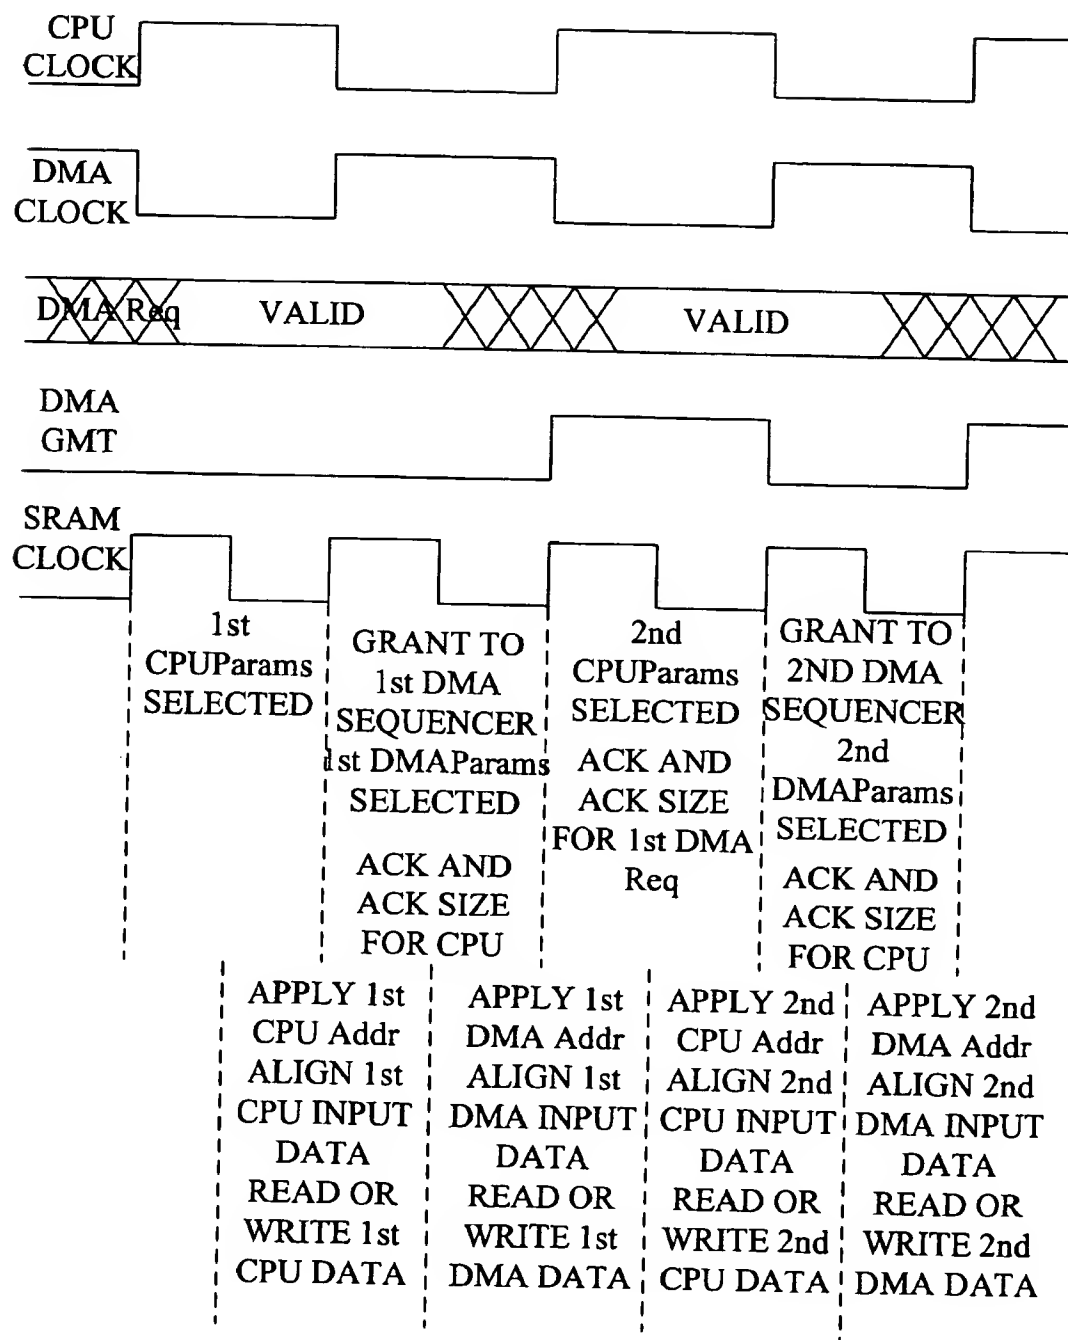 CPU
CLOCK
DMA
CLOCK
DMA Req
VALID
VALID
DMA
GMT
SRAM
CLOCK
1st
CPUParams
SELECTED
GRANT TO
1st DMA
SEQUENCER
1st DMAParams
SELECTED
ACK AND
ACK SIZE
FOR CPU
2nd
CPUParams
SELECTED
ACK AND
ACK SIZE
FOR 1st DMA
Req
GRANT TO
2ND DMA
SEQUENCER
2nd
DMAParams
SELECTED
ACK AND
ACK SIZE
FOR CPU
APPLY 1st
CPU Addr
ALIGN 1st
CPU INPUT
DATA
READ OR
WRITE 1st
CPU DATA
APPLY 1st
DMA Addr
ALIGN 1st
DMA INPUT
DATA
READ OR
WRITE 1st
DMA DATA
APPLY 2nd
CPU Addr
ALIGN 2nd
CPU INPUT
DATA
READ OR
WRITE 2nd
CPU DATA
APPLY 2nd
DMA Addr
ALIGN 2nd
DMA INPUT
DATA
READ OR
WRITE 2nd
DMA DATA